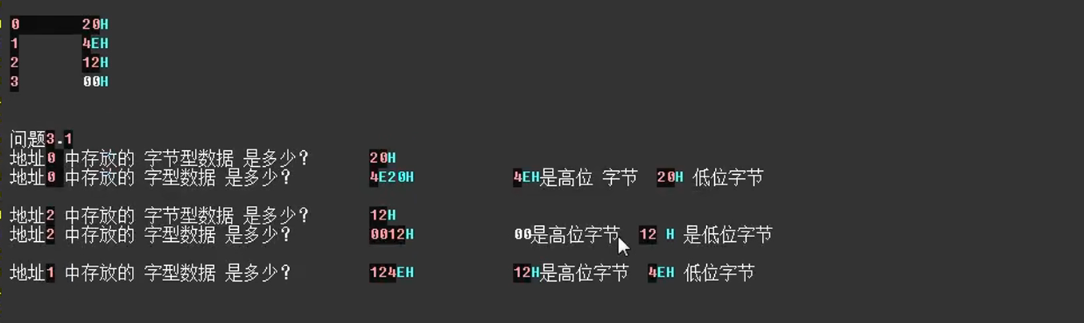 0 20H
1 4EH
2 12H
3 00H
问题3.1
地址0 中存放的 字节型数据 是多少? 20H
地址0 中存放的 字型数据 是多少? 4E20H 4EH是高位 字节 20H 低位字节
地址2 中存放的 字节型数据 是多少? 12H
地址2 中存放的 字型数据 是多少? 0012H 00是高位字节 12 H 是低位字节
地址1 中存放的 字型数据 是多少? 124EH 12H是高位字节 4EH 低位字节